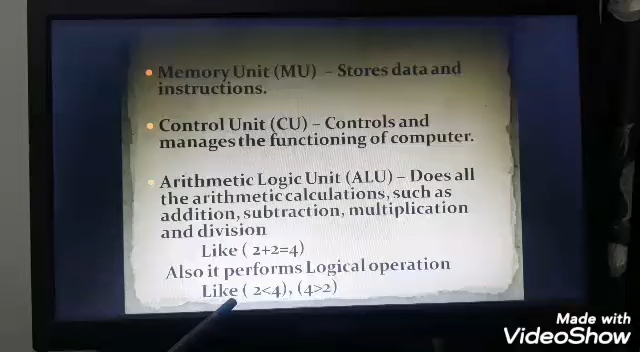 • Memory Unit (MU) – Stores data and
instructions.
• Control Unit (CU) – Controls and
manages the functioning of computer.
• Arithmetic Logic Unit (ALU) – Does all
the arithmetic calculations, such as
addition, subtraction, multiplication
and division
Like ( 2+2=4)
Also it performs Logical operation
Like ( 2<4), (4>2)
Made with
VideoShow